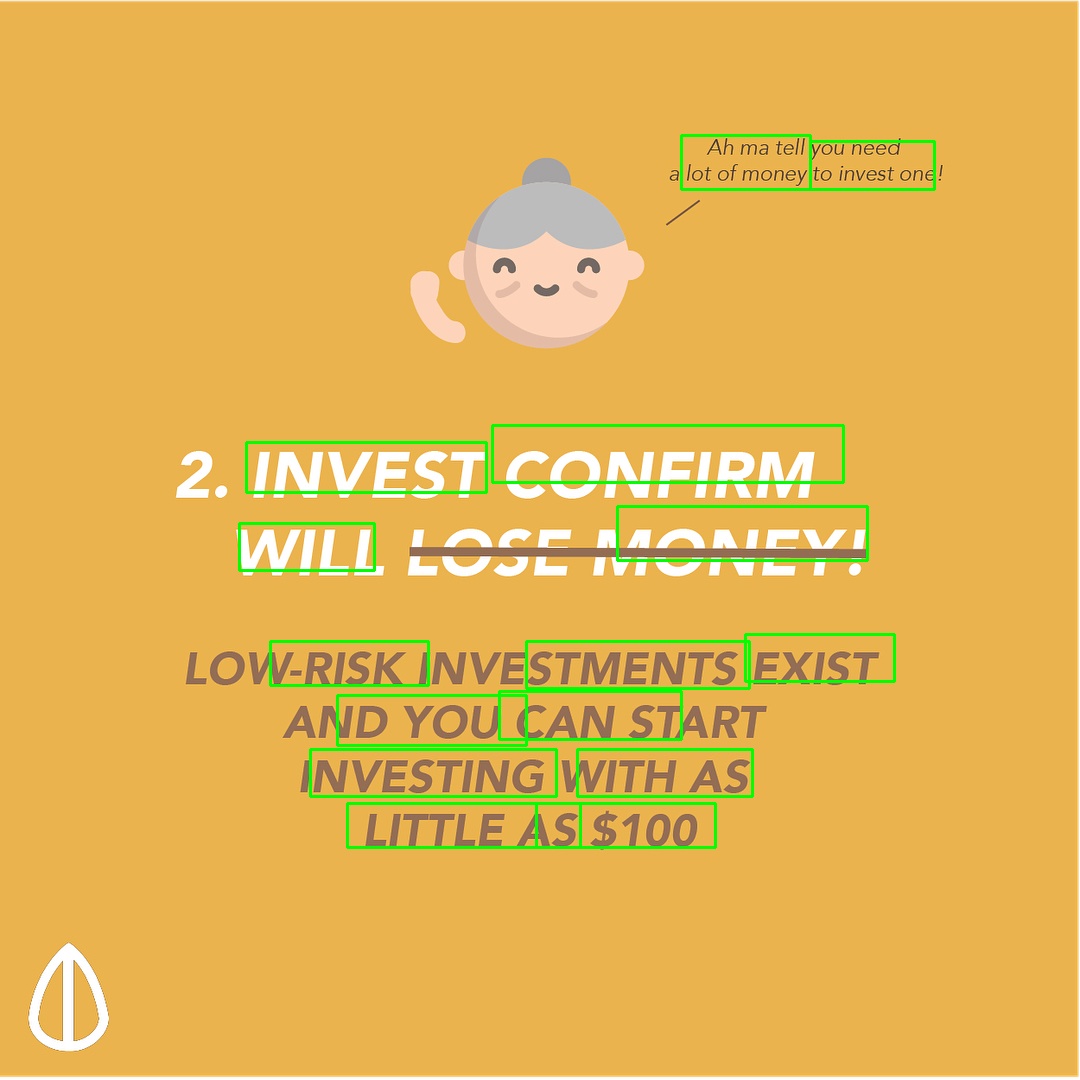 Ah ma tell you need
a lot of money to invest one!
2. INVEST CONFIRM
WILL LOSE MONEY!
LOW-RISK INVESTMENTS EXIST
AND YOU CAN START
INVESTING WITH AS
LITTLE AS $100